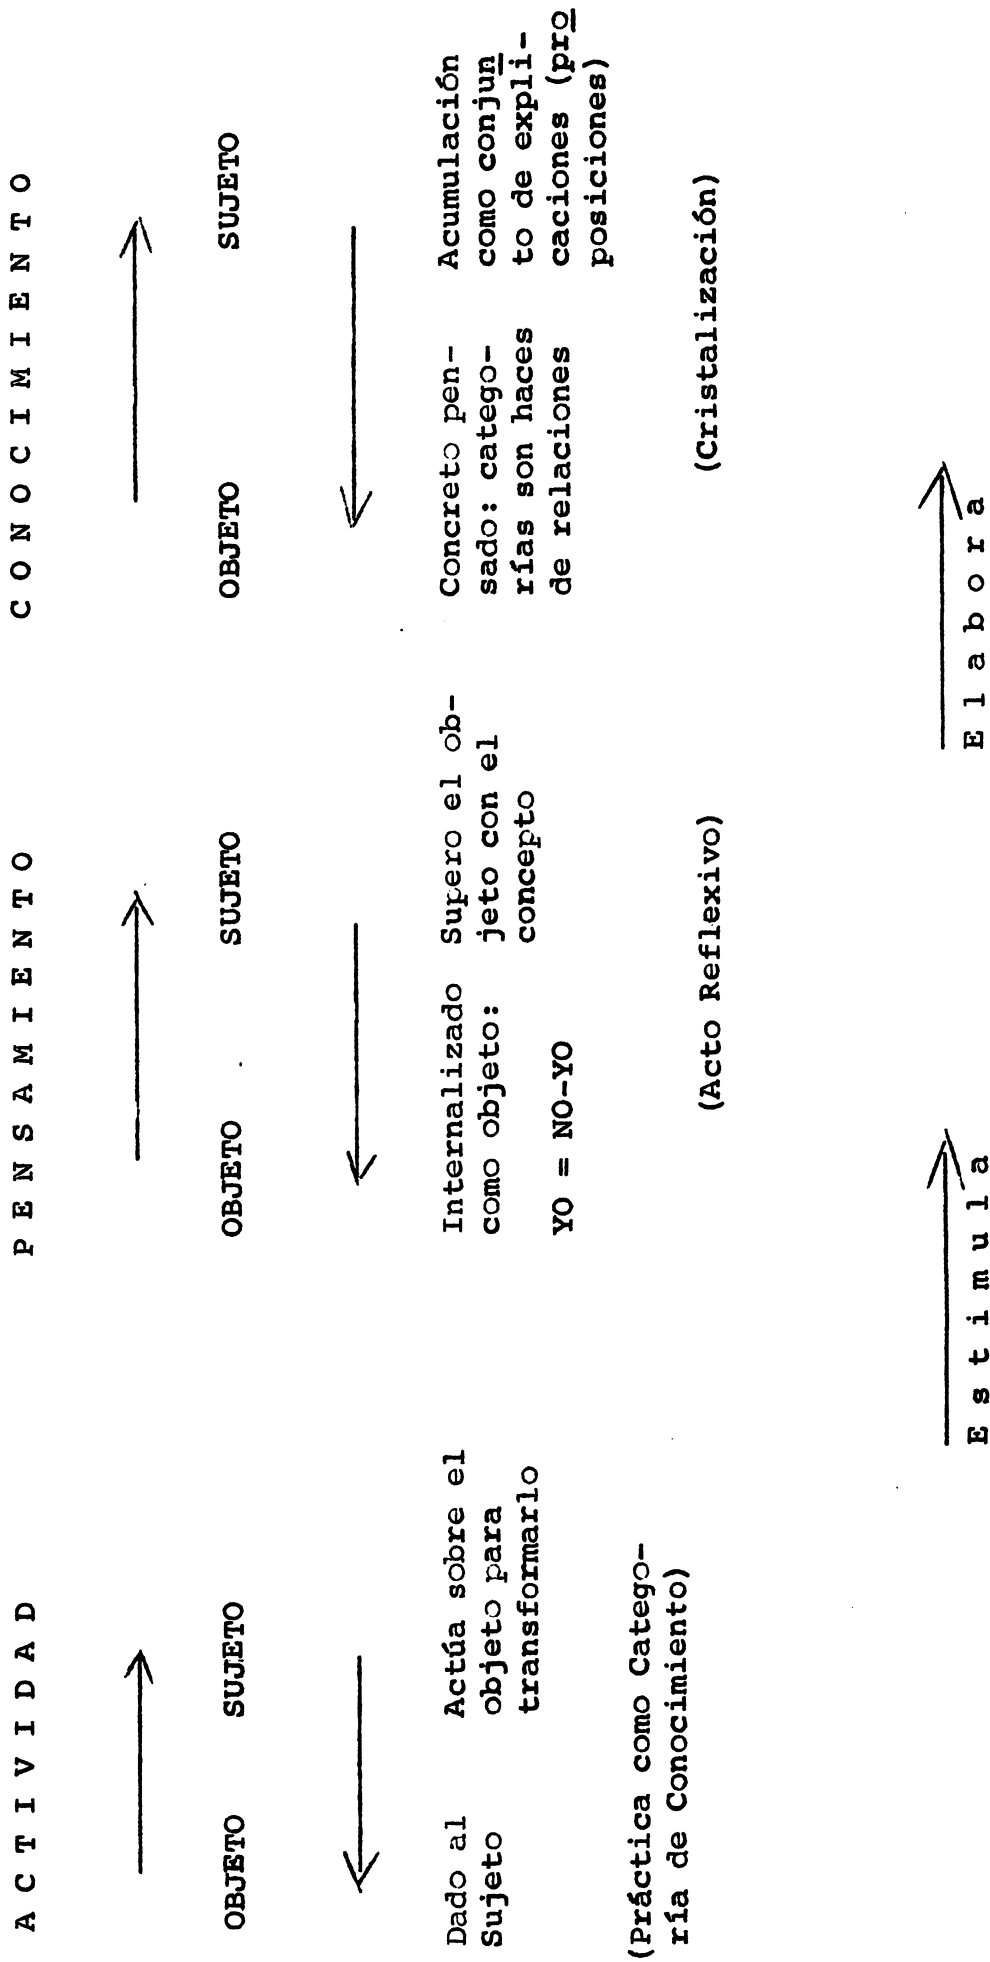 A C T I V I D A D
P E N S A M I E N T O
C O N O C I M I E N T O
OBJETO SUJETO
OBJETO SUJETO
OBJETO SUJETO
Dado al
Sujeto
Actúa sobre el
objeto para
transformarlo
(Práctica como Catego-
ría de Conocimiento)
Internalizado
como objeto:
YO = NO-YO
Supero el ob-
jeto con el
concepto
(Acto Reflexivo)
Concreto pen-
sado: catego-
rías son haces
de relaciones
Acumulación
como conjun
to de expli-
caciones (pro
posiciones)
(Cristalización)
E s t i m u l a
E l a b o r a